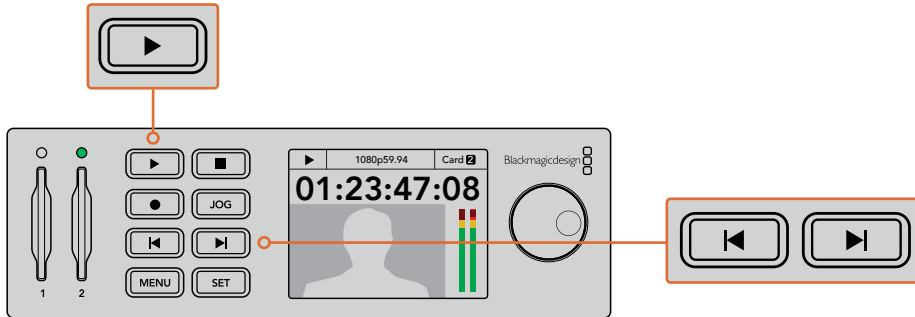 1080p59.94 Card 2
Blackmagicdesign
01:23:47:08
JOG
MENU SET
1 2